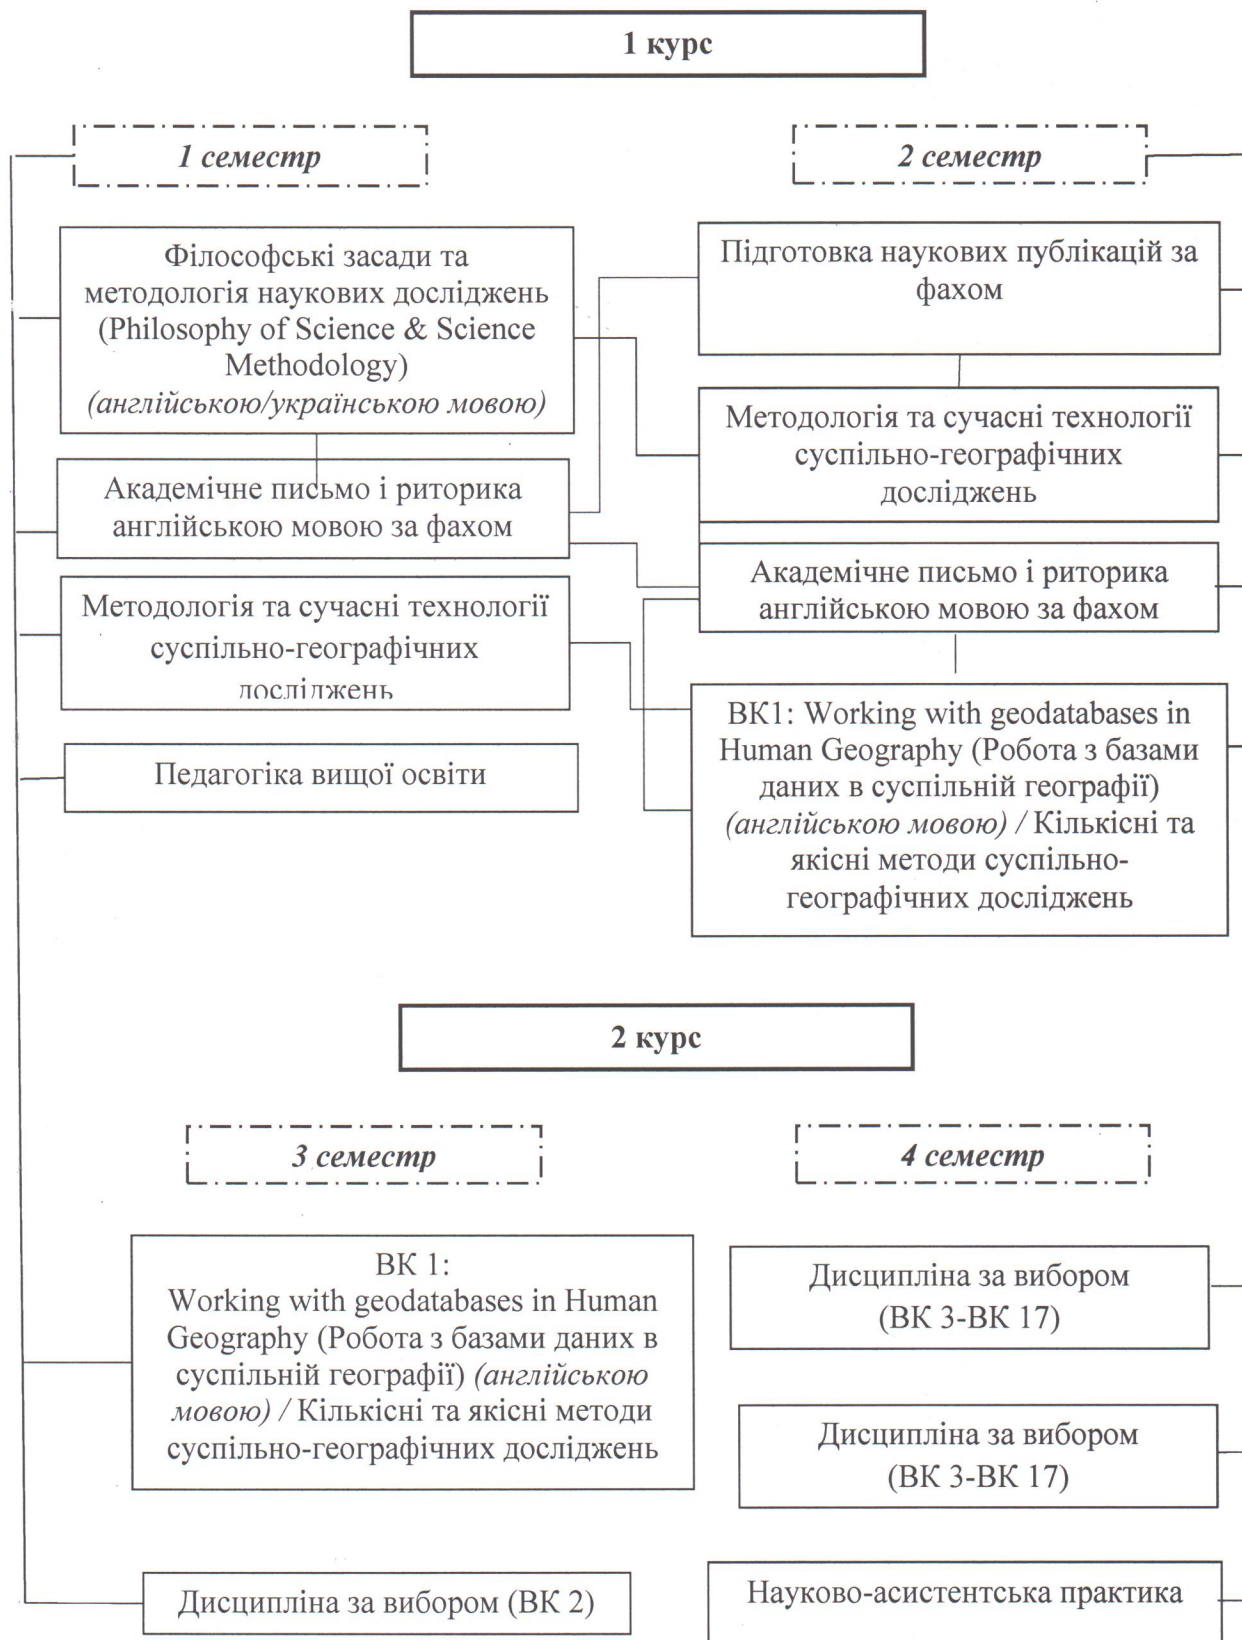 1 курс
1 семестр
Філософські засади та
методологія наукових досліджень
(Philosophy of Science & Science
Methodology)
(англійською/українською мовою)
Академічне письмо і риторика
англійською мовою за фахом
Методологія та сучасні технології
суспільно-географічних
досліджень
Педагогіка вищої освіти
2 семестр
Підготовка наукових публікацій за
фахом
Методологія та сучасні технології
суспільно-географічних
досліджень
Академічне письмо і риторика
англійською мовою за фахом
ВК1: Working with geodatabases in
Human Geography (Робота з базами
даних в суспільній географії)
(англійською мовою) / Кількісні та
якісні методи суспільно-
географічних досліджень
2 курс
3 семестр
ВК 1:
Working with geodatabases in Human
Geography (Робота з базами даних в
суспільній географії) (англійською
мовою) / Кількісні та якісні методи
суспільно-географічних досліджень
Дисципліна за вибором (ВК 2)
4 семестр
Дисципліна за вибором
(ВК 3-ВК 17)
Дисципліна за вибором
(ВК 3-ВК 17)
Науково-асистентська практика